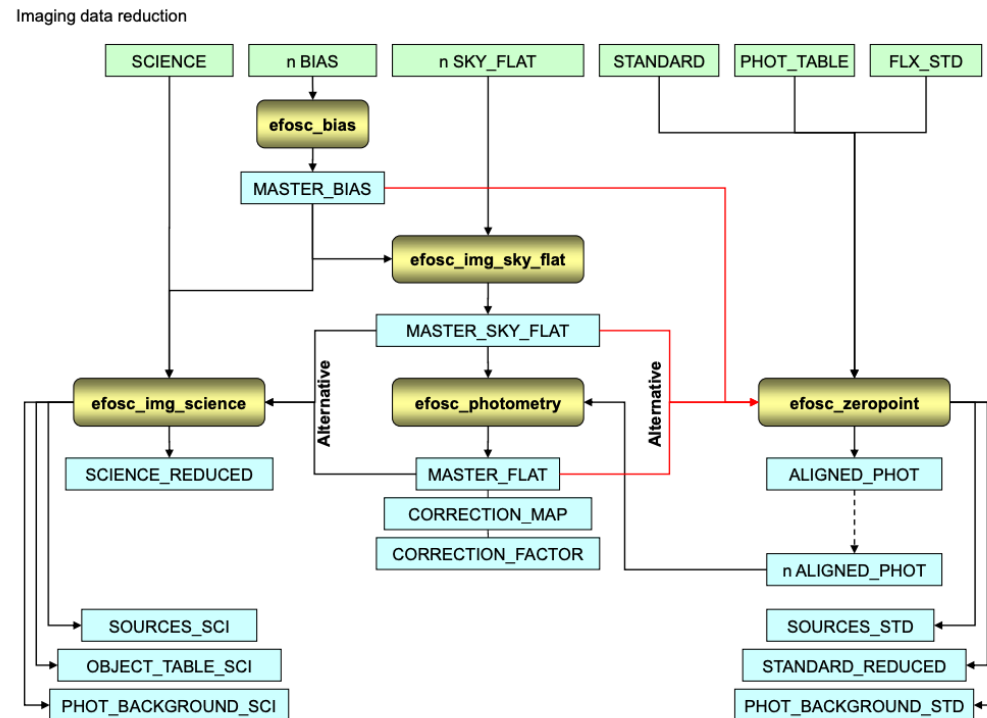 Imaging data reduction
SCIENCE
n BIAS
n SKY_FLAT
STANDARD
PHOT_TABLE
FLX_STD
efosc_bias
MASTER_BIAS
efosc_img_sky_flat
MASTER_SKY_FLAT
Alternative
Alternative
efosc_img_science
efosc_photometry
efosc_zeropoint
SCIENCE_REDUCED
MASTER_FLAT
ALIGNED_PHOT
CORRECTION_MAP
CORRECTION_FACTOR
n ALIGNED_PHOT
SOURCES_SCI
SOURCES_STD
OBJECT_TABLE_SCI
STANDARD_REDUCED
PHOT_BACKGROUND_SCI
PHOT_BACKGROUND_STD